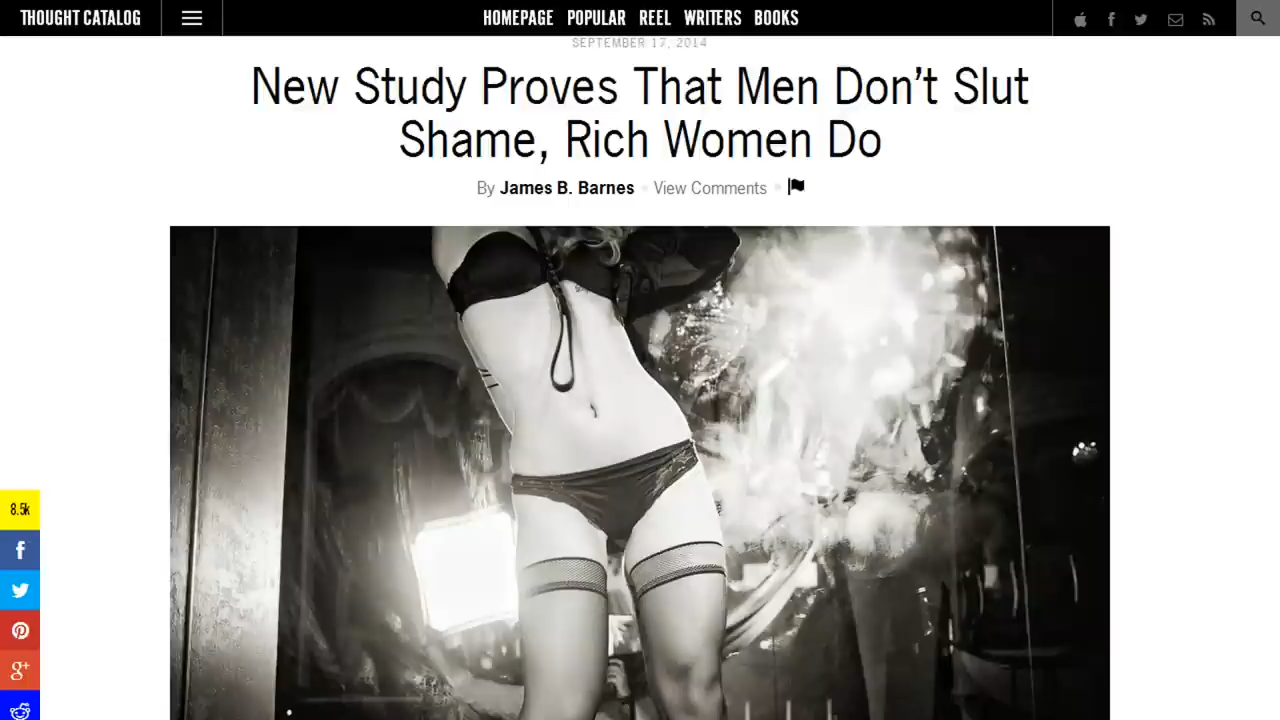 THOUGHT CATALOG
HOMEPAGE POPULAR REEL WRITERS BOOKS
SEPTEMBER 17, 2014
New Study Proves That Men Don’t Slut
Shame, Rich Women Do
By James B. Barnes View Comments
8.5k